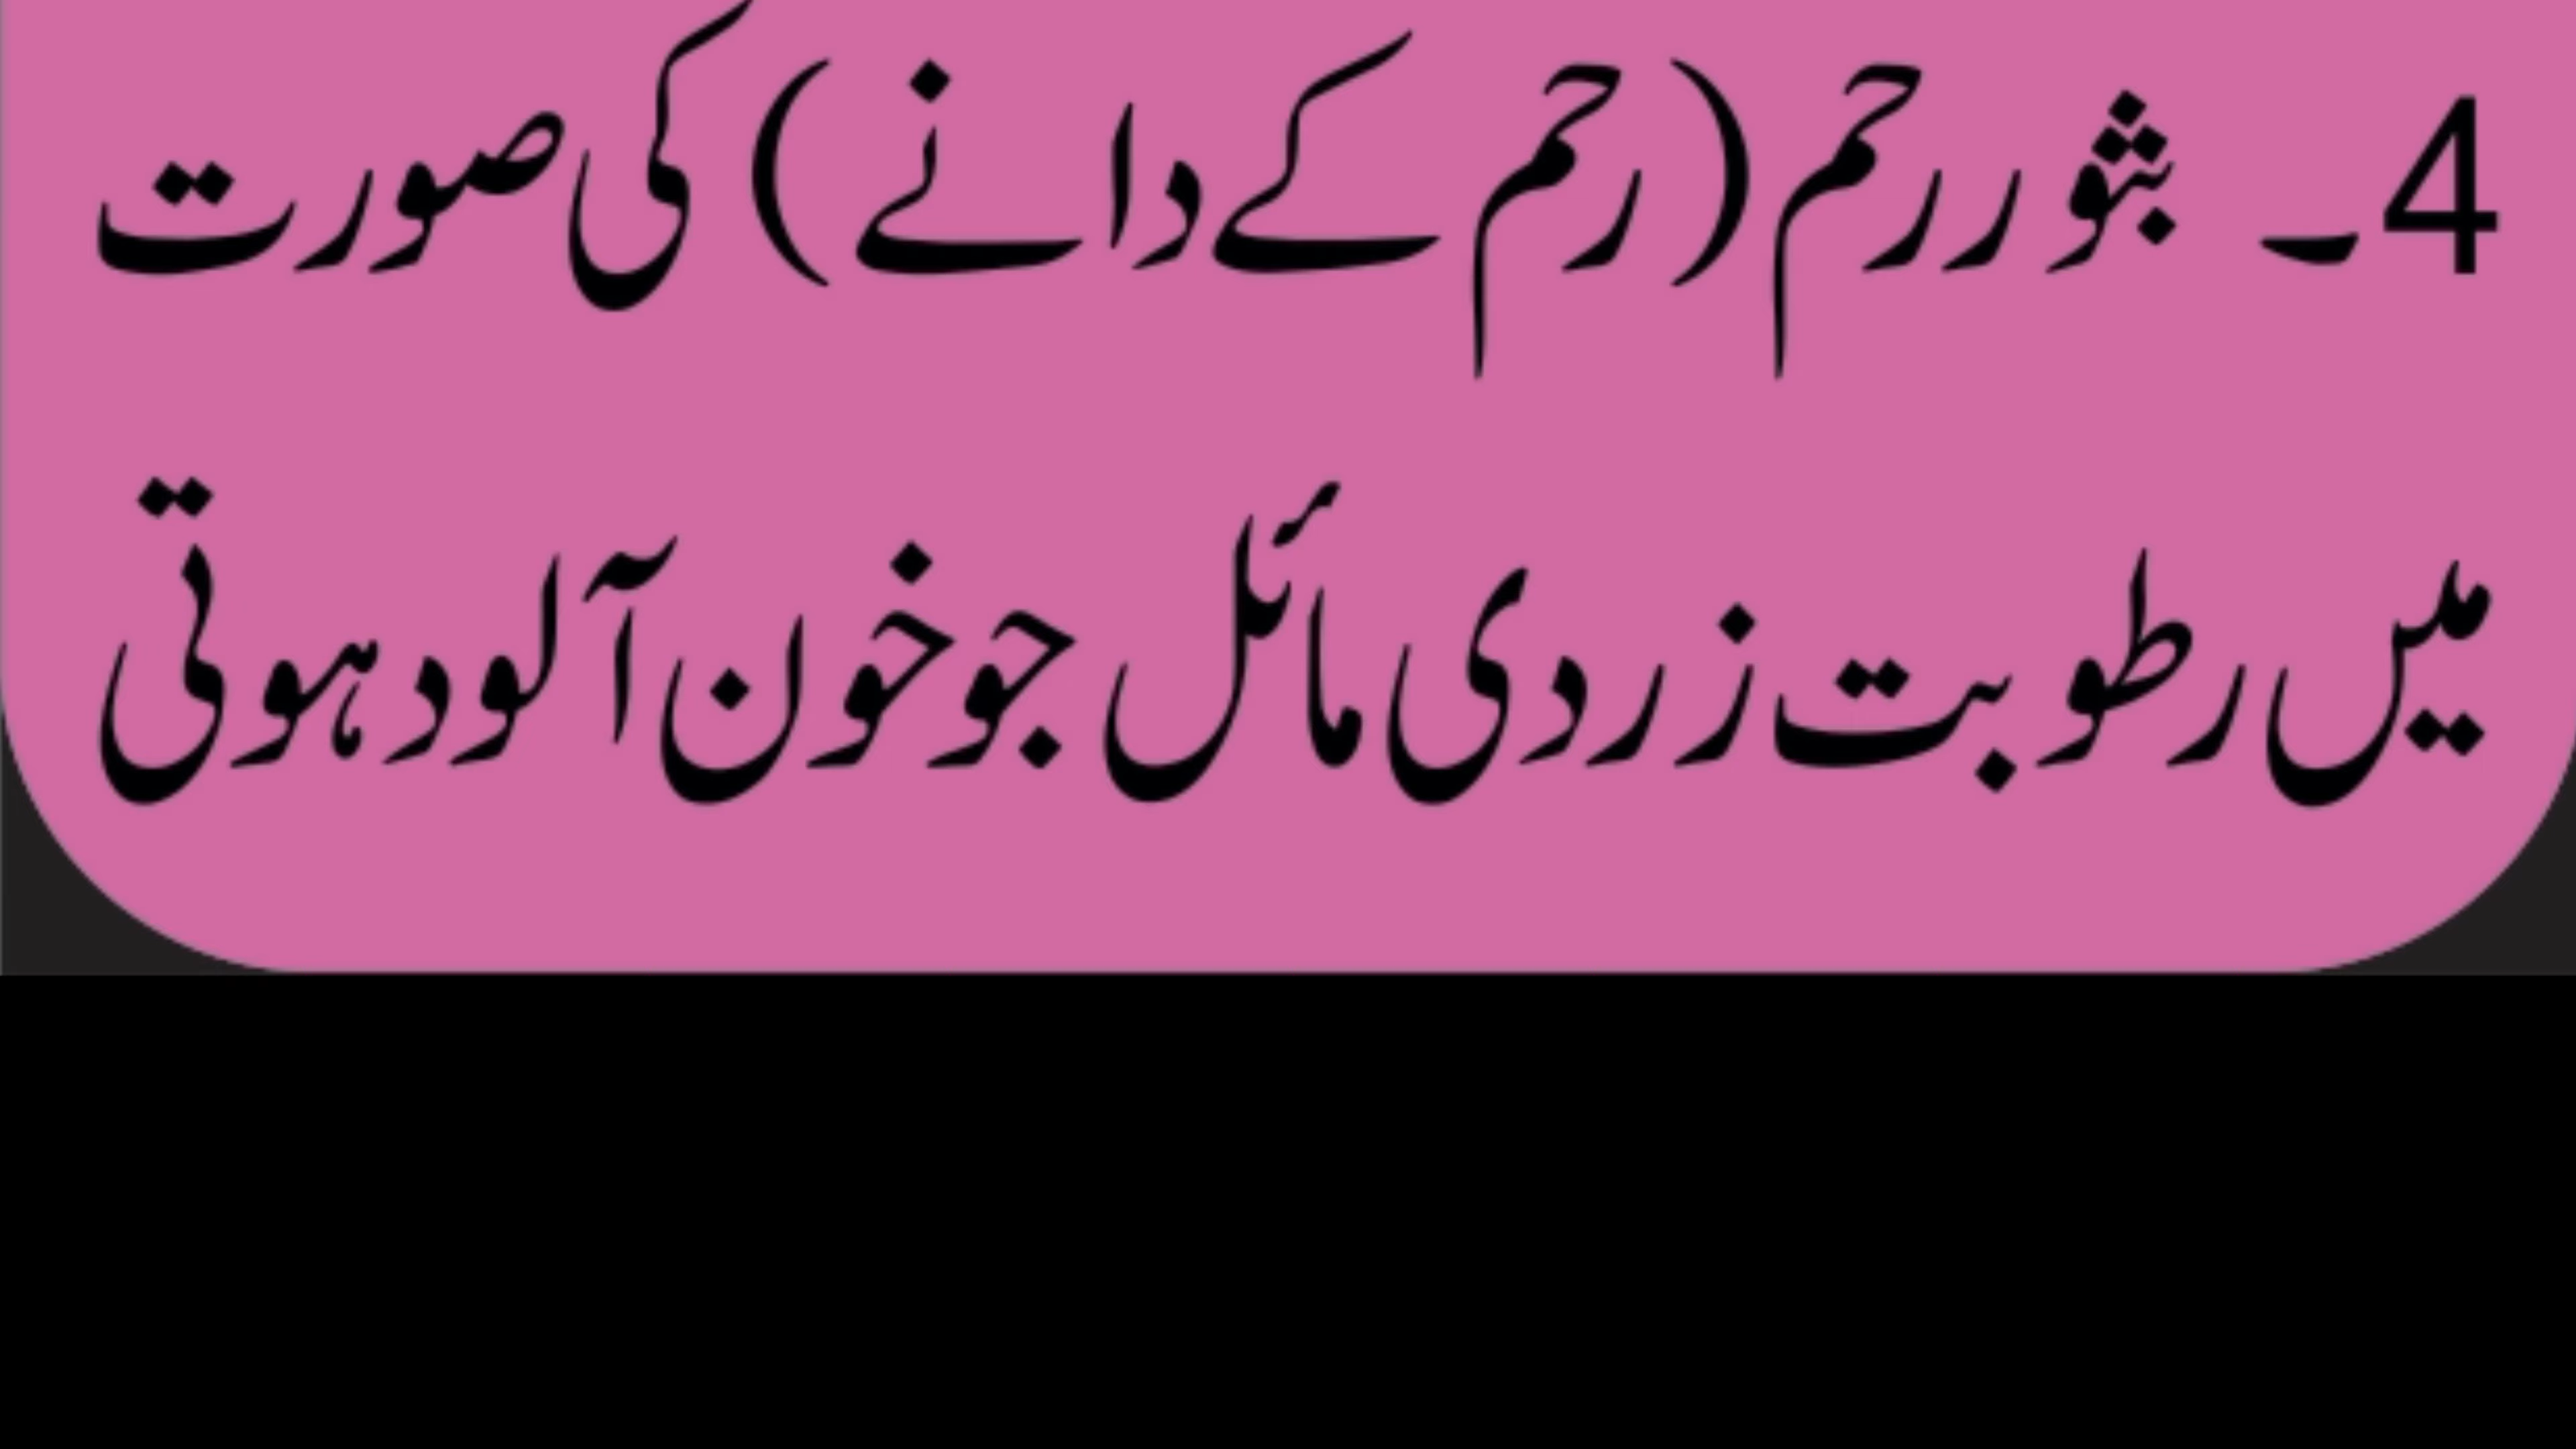 4۔ بثور رحم (رحم کے دانے) کی صورت
میں رطوبت زردی مائل جو خون آلود ہوتی